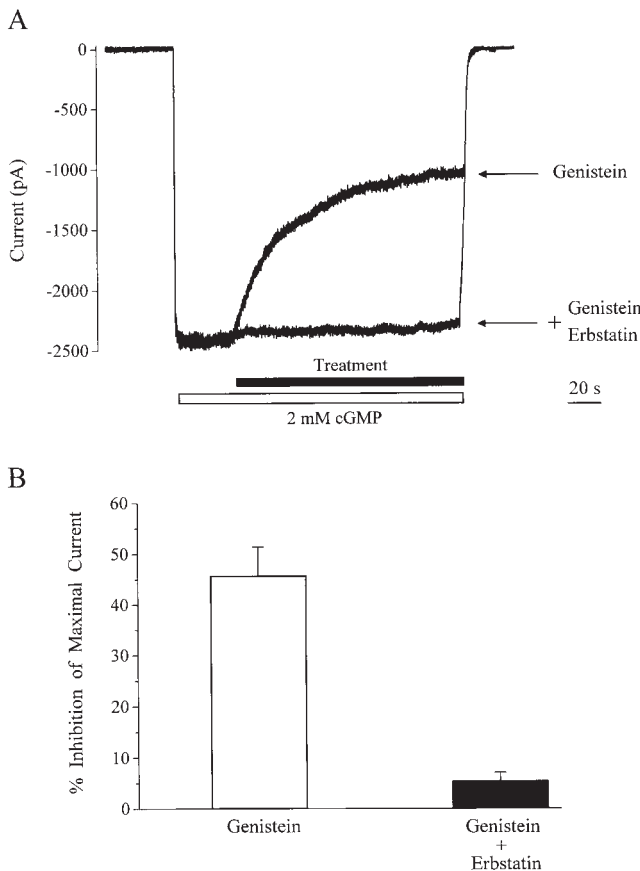 A
0
-500
-1000
-1500
-2000
-2500
Current (pA)
Genistein
Genistein
+
Erbstatin
Treatment
2 mM cGMP
20 s
B
60
50
40
30
20
10
0
% Inhibition of Maximal Current
Genistein
Genistein
+
Erbstatin